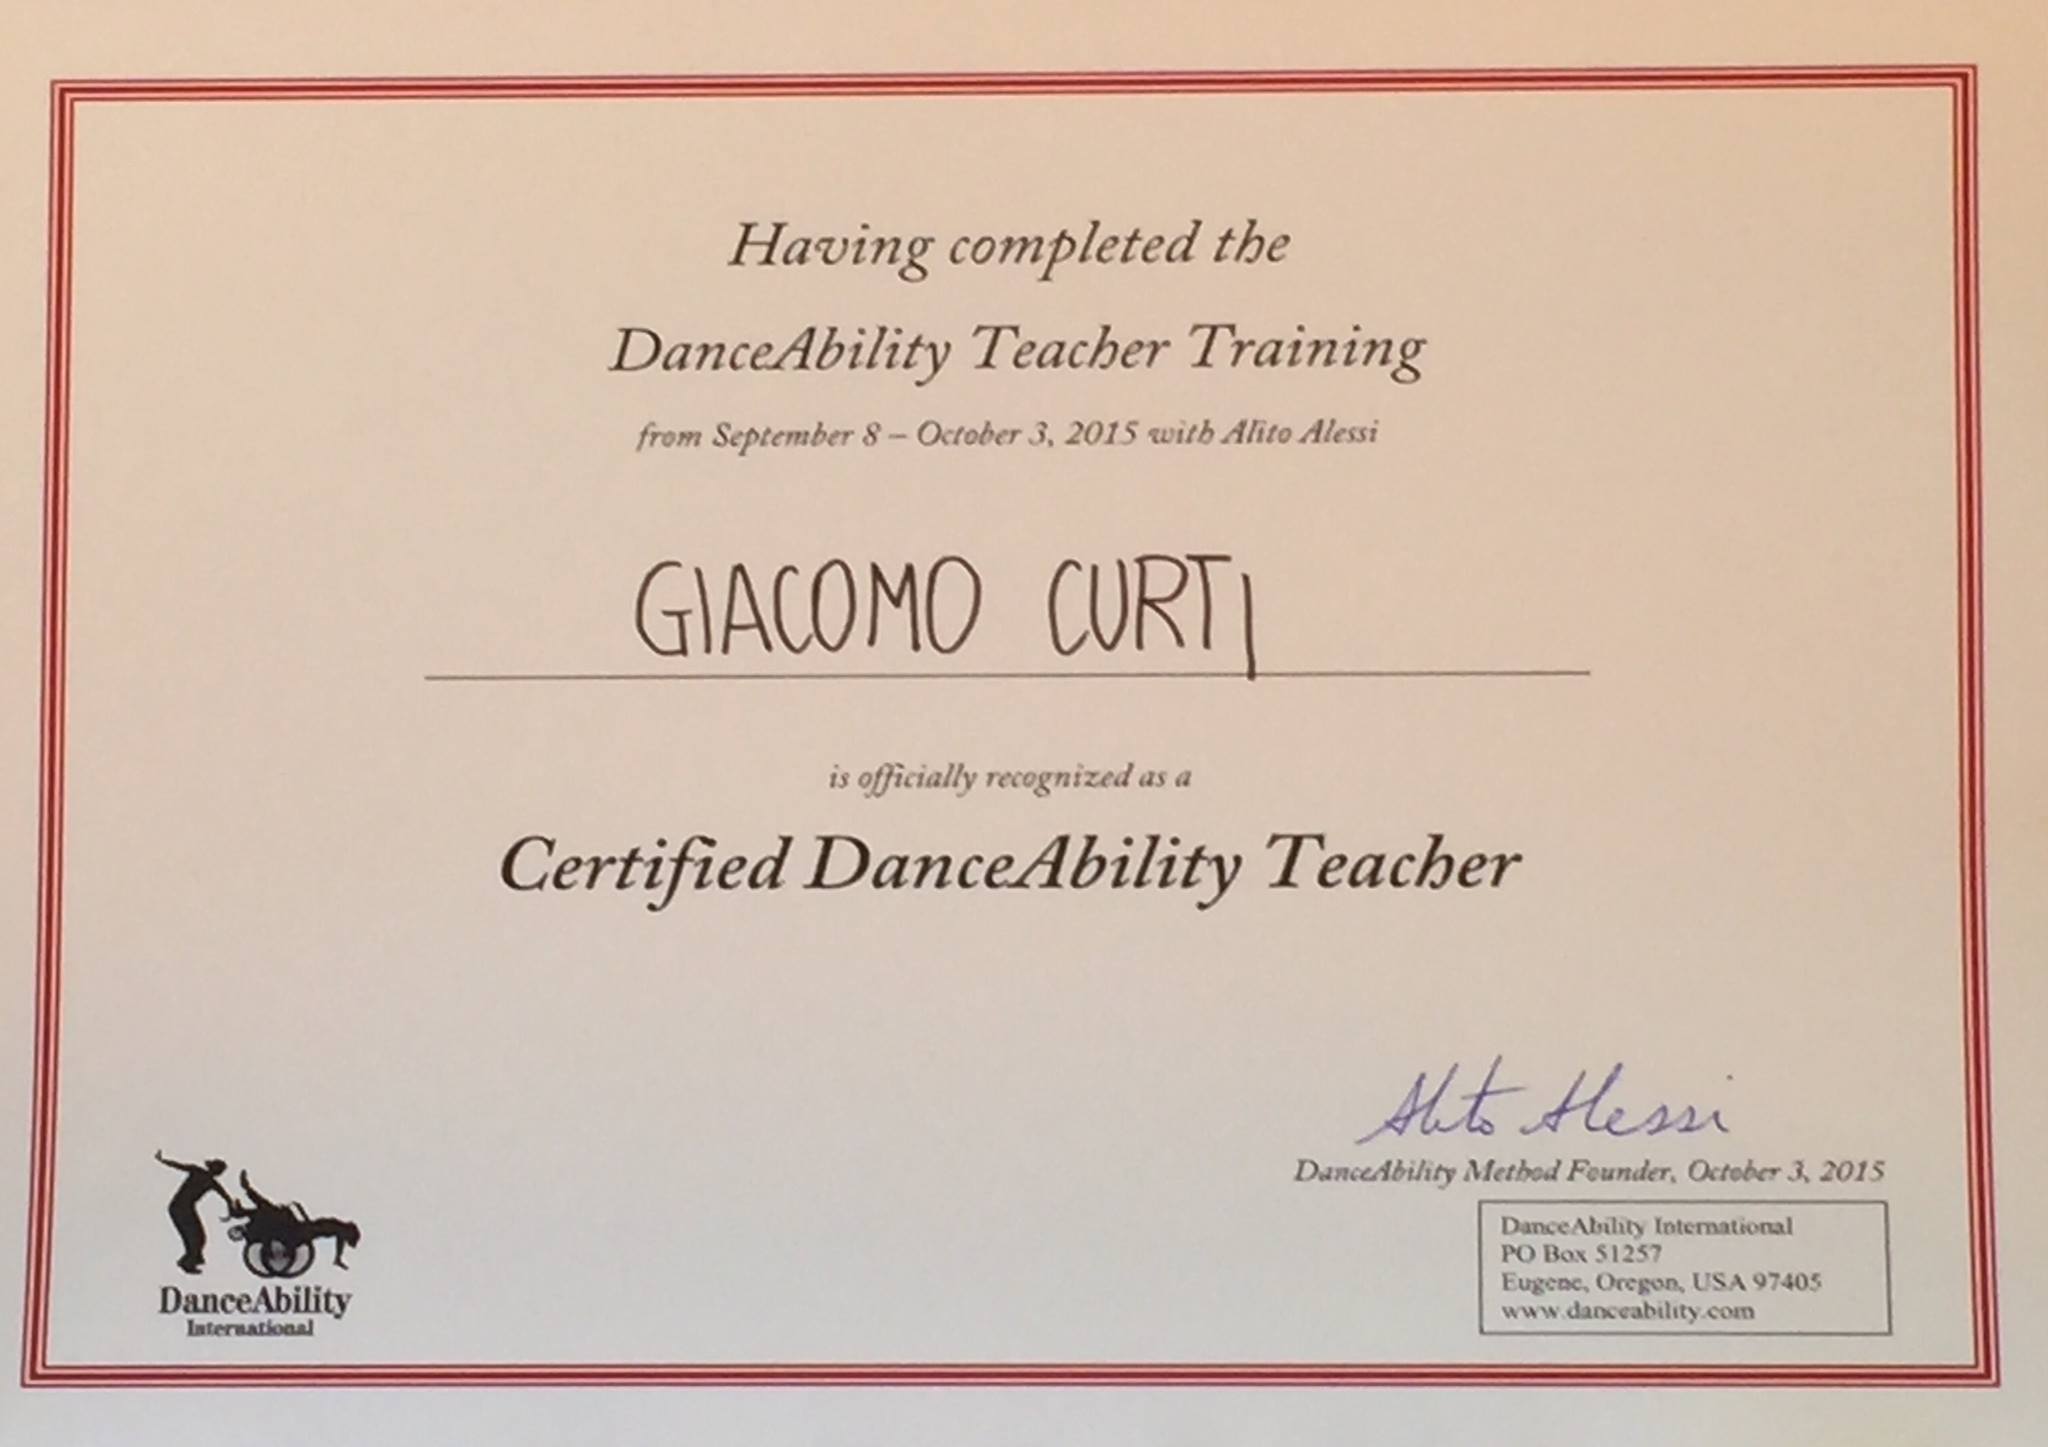 Having completed the
DanceAbility Teacher Training
from September 8 – October 3, 2015 with Alito Alessi
GIACOMO CURTI
is officially recognized as a
Certified DanceAbility Teacher
Alito Alessi
DanceAbility Method Founder, October 3, 2015
DanceAbility International
PO Box 51257
Eugene, Oregon, USA 97405
www.danceability.com
DanceAbility
International